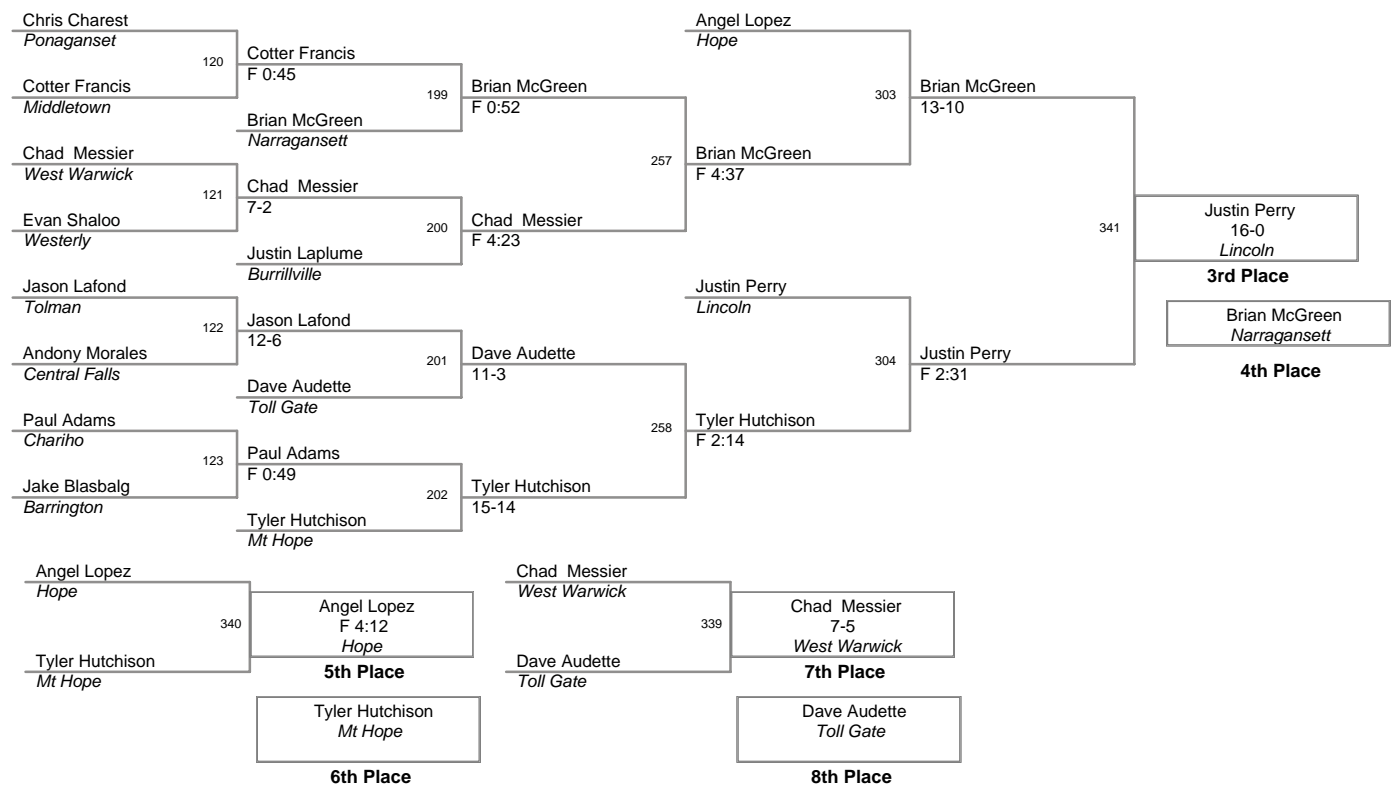 Chris Charest
Ponaganset
120
Cotter Francis
Middletown
Cotter Francis
F 0:45
199
Brian McGreen
Narragansett
Brian McGreen
F 0:52
Chad Messier
West Warwick
121
Evan Shaloo
Westerly
Chad Messier
7-2
200
Justin Laplume
Burrillville
Chad Messier
F 4:23
257
Brian McGreen
F 4:37
Angel Lopez
Hope
303
Brian McGreen
13-10
Jason Lafond
Tolman
122
Andony Morales
Central Falls
Jason Lafond
12-6
201
Dave Audette
Toll Gate
Dave Audette
11-3
Paul Adams
Chariho
123
Jake Blasbalg
Barrington
Paul Adams
F 0:49
202
Tyler Hutchison
Mt Hope
Tyler Hutchison
15-14
258
Tyler Hutchison
F 2:14
Justin Perry
Lincoln
304
Justin Perry
F 2:31
341
Justin Perry
16-0
Lincoln
3rd Place
Brian McGreen
Narragansett
4th Place
Angel Lopez
Hope
340
Tyler Hutchison
Mt Hope
Angel Lopez
F 4:12
Hope
5th Place
Tyler Hutchison
Mt Hope
6th Place
Chad Messier
West Warwick
339
Dave Audette
Toll Gate
Chad Messier
7-5
West Warwick
7th Place
Dave Audette
Toll Gate
8th Place